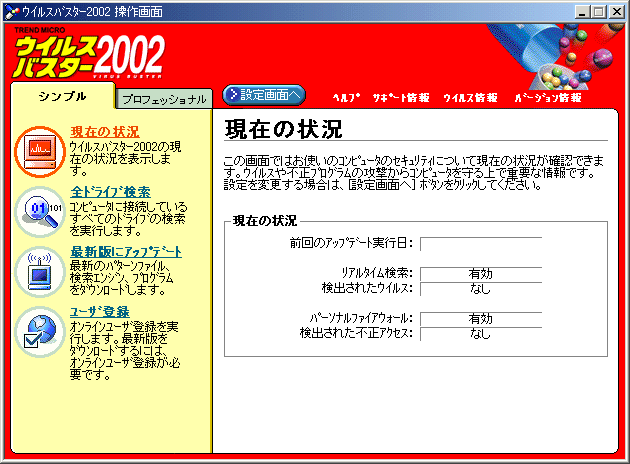 ウイルスバスター2002 操作画面
TREND MICRO
ウイルス
バスター2002
VIRUS BUSTER
シンプル
プロフェッショナル
設定画面へ
ヘルプ サポート情報 ウイルス情報 バージョン情報
現在の状況
ウイルスバスター2002の現
在の状況を表示しま
す。
全ドライブ検索
コンピュータに接続している
すべてのドライブの検索
を実行します。
最新版にアップデート
最新のパターンファイル、
検索エンジン、プログラム
をダウンロードします。
ユーザ登録
オンラインユーザ登録を実
行します。最新版を
ダウンロードするには、
オンラインユーザ登録が必
要です。
現在の状況
この画面ではお使いのコンピュータのセキュリティについて現在の状況が確認できま
す。ウイルスや不正プログラムの攻撃からコンピュータを守る上で重要な情報です。
設定を変更する場合は、[設定画面へ] ボタンをクリックしてください。
現在の状況
前回のアップデート実行日:
リアルタイム検索: 有効
検出されたウイルス: なし
パーソナルファイアウォール: 有効
検出された不正アクセス: なし
01 101